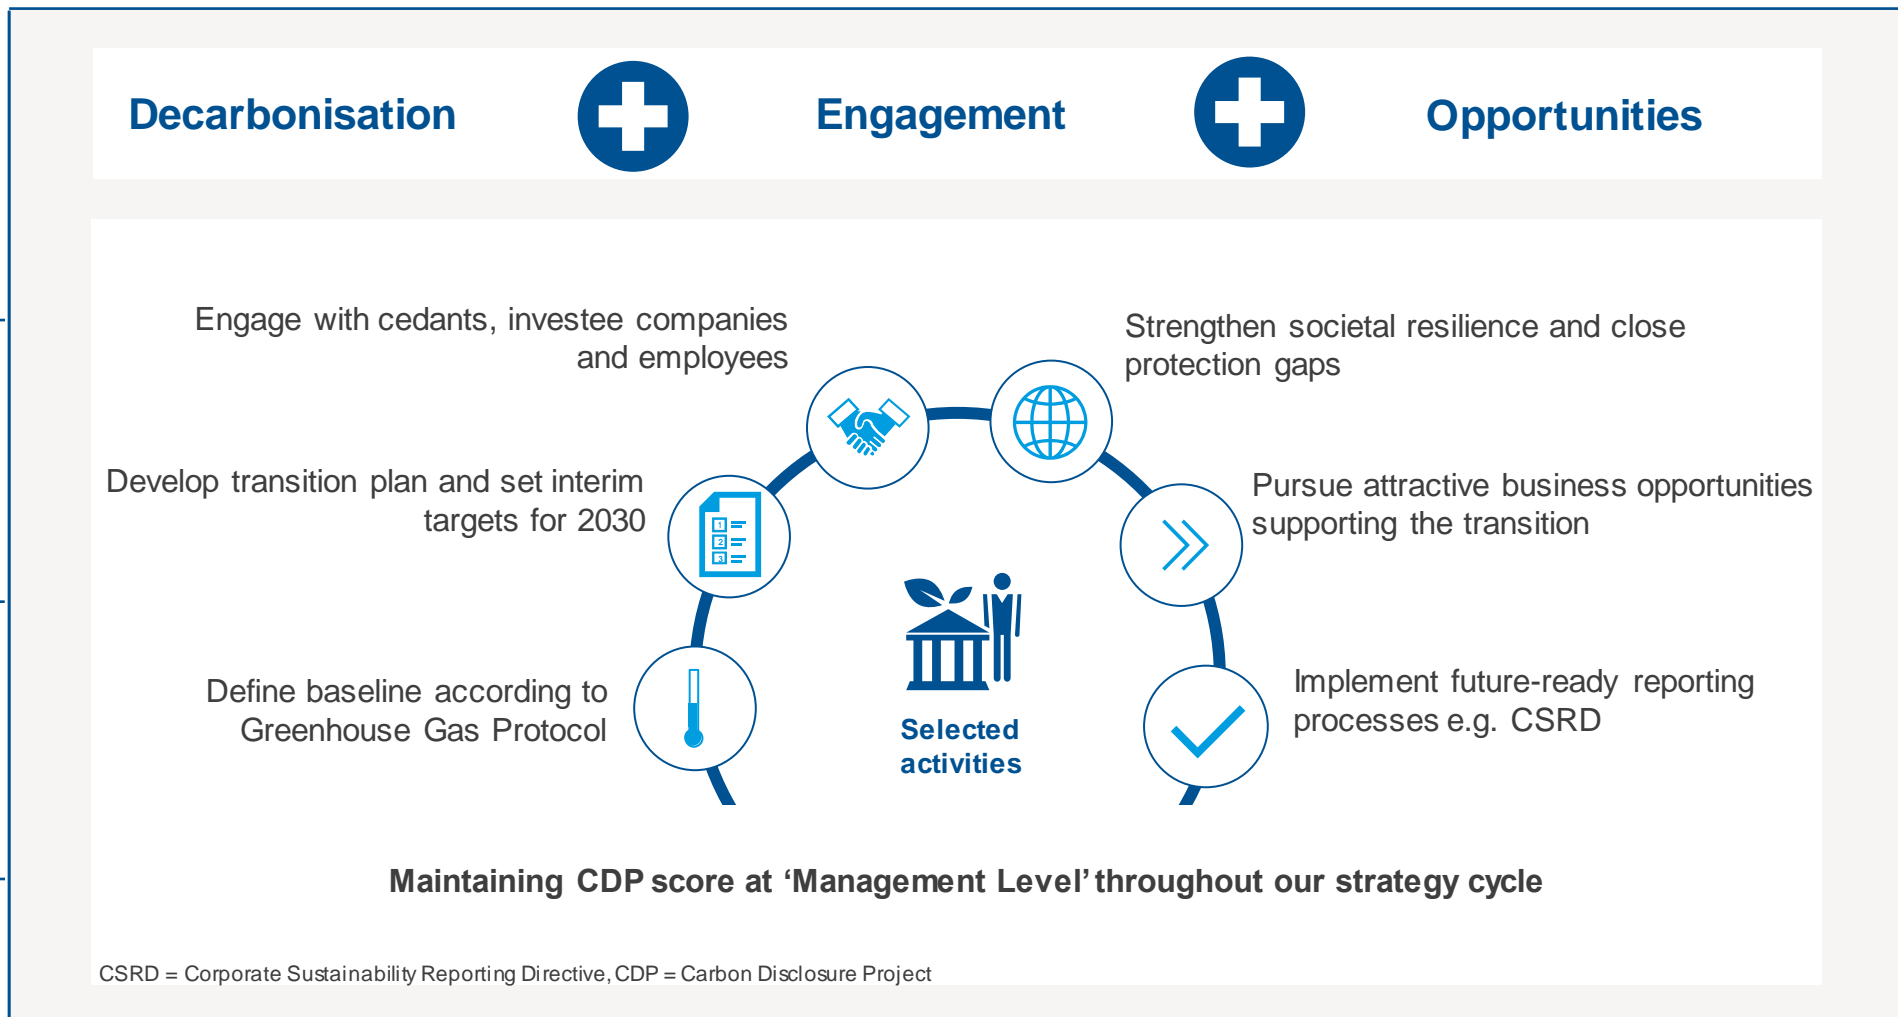 Decarbonisation
Engagement
Opportunities
Engage with cedants, investee companies
and employees
Strengthen societal resilience and close
protection gaps
Develop transition plan and set interim
targets for 2030
1
2
3
Pursue attractive business opportunities
supporting the transition
Define baseline according to
Greenhouse Gas Protocol
Implement future-ready reporting
processes e.g. CSRD
Selected
activities
Maintaining CDP score at ‘Management Level’ throughout our strategy cycle
CSRD = Corporate Sustainability Reporting Directive, CDP = Carbon Disclosure Project